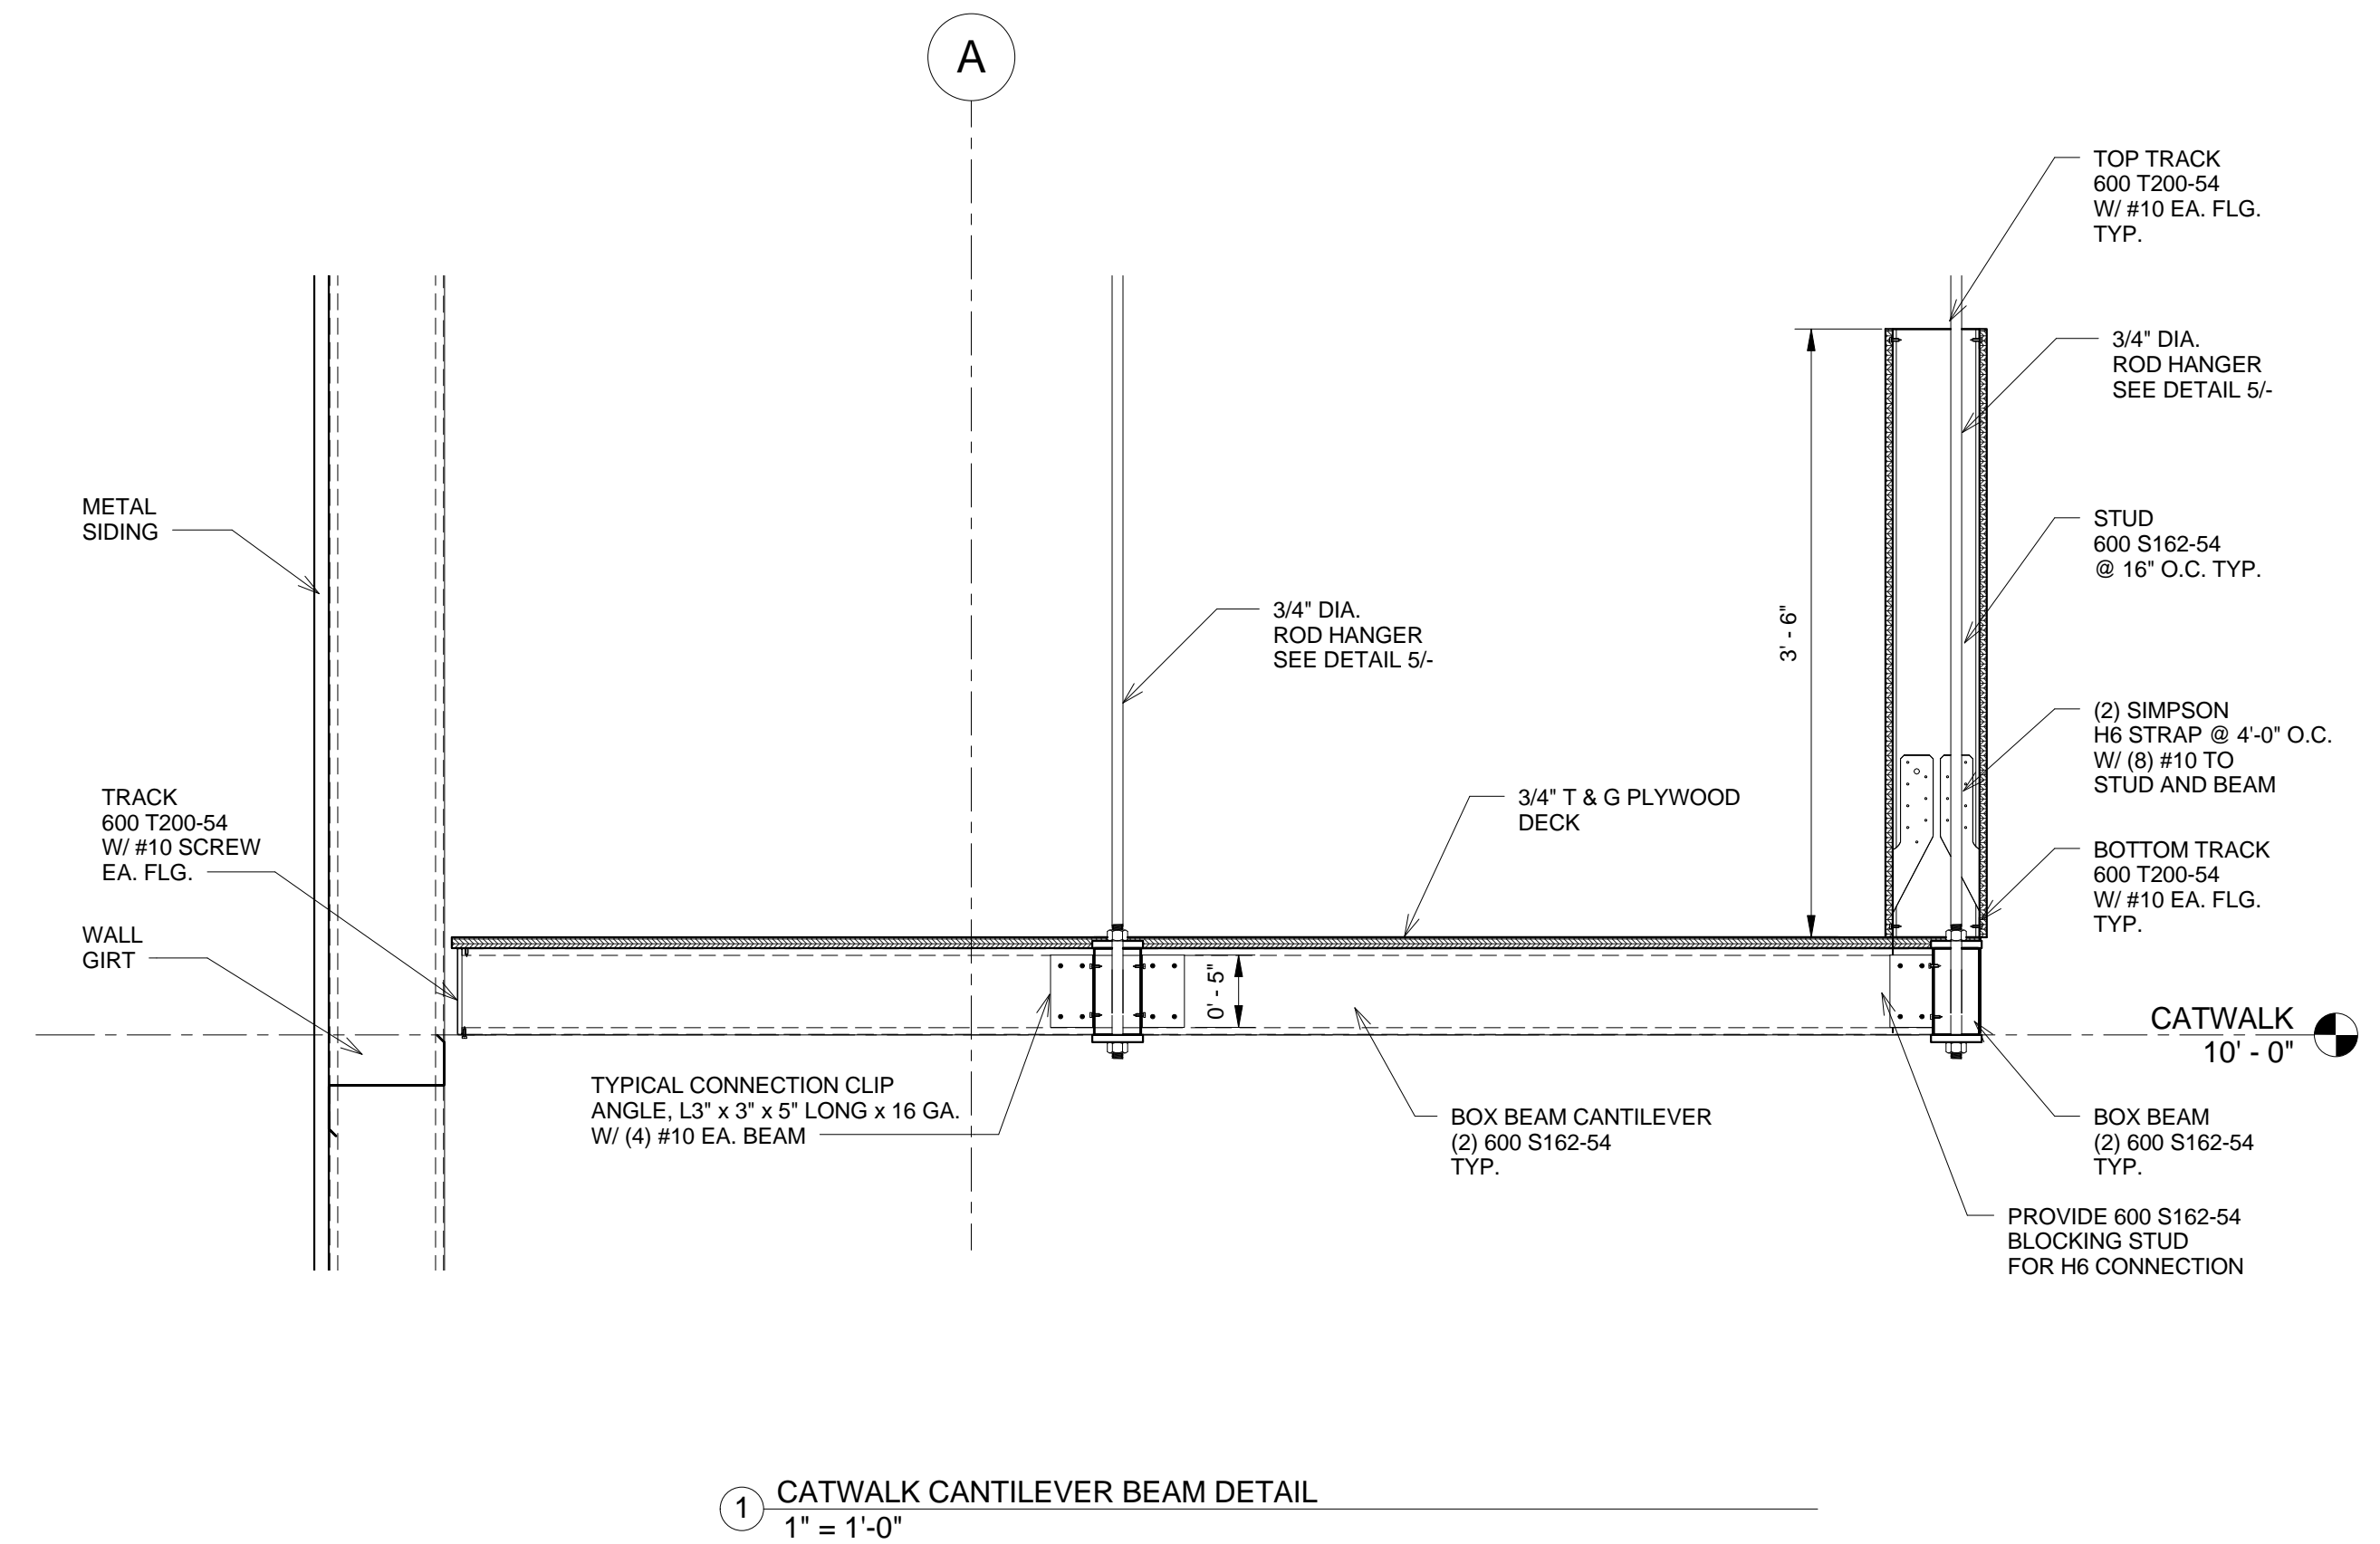 A
TOP TRACK
600 T200-54
W/ #10 EA. FLG.
TYP.
3/4" DIA.
ROD HANGER
SEE DETAIL 5/-
METAL
SIDING
STUD
600 S162-54
@ 16" O.C. TYP.
3/4" DIA.
ROD HANGER
SEE DETAIL 5/-
3' - 6"
(2) SIMPSON
H6 STRAP @ 4'-0" O.C.
W/ (8) #10 TO
STUD AND BEAM
TRACK
600 T200-54
W/ #10 SCREW
EA. FLG.
3/4" T & G PLYWOOD
DECK
BOTTOM TRACK
600 T200-54
W/ #10 EA. FLG.
TYP.
WALL
GIRT
0' - 5"
CATWALK
10' - 0"
TYPICAL CONNECTION CLIP
ANGLE, L3" x 3" x 5" LONG x 16 GA.
W/ (4) #10 EA. BEAM
BOX BEAM CANTILEVER
(2) 600 S162-54
TYP.
BOX BEAM
(2) 600 S162-54
TYP.
PROVIDE 600 S162-54
BLOCKING STUD
FOR H6 CONNECTION
1 CATWALK CANTILEVER BEAM DETAIL
1" = 1'-0"